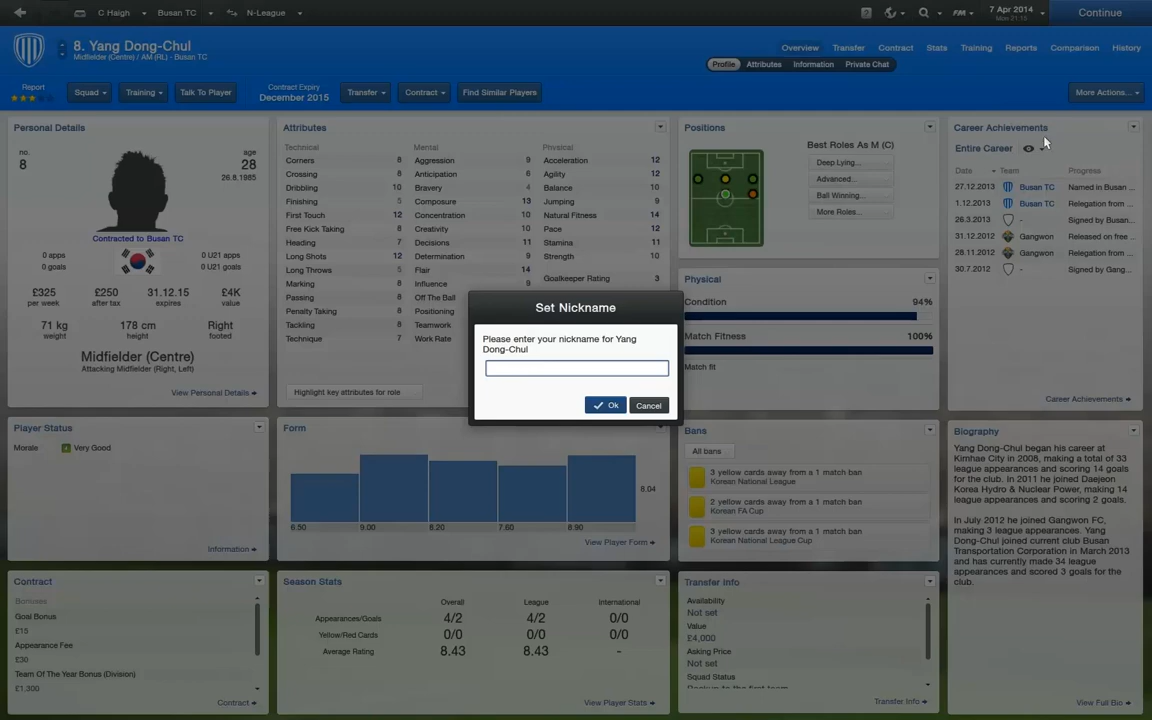 C Haigh
Busan TC
N-League
FM
7 Apr 2014
Mon 21:15
Continue
8. Yang Dong-Chul
Midfielder (Centre) / AM (RL) - Busan TC
Overview Transfer Contract Stats Training Reports Comparison History
Profile Attributes Information Private Chat
Report
Squad
Training
Talk To Player
Contract Expiry
December 2015
Transfer
Contract
Find Similar Players
More Actions...
Personal Details
no.
8
age
28
26.8.1985
Contracted to Busan TC
0 apps
0 goals
0 U21 apps
0 U21 goals
£325
per week
£250
after tax
31.12.15
expires
£4K
value
71 kg
weight
178 cm
height
Right
footed
Midfielder (Centre)
Attacking Midfielder (Right, Left)
View Personal Details
Attributes
Technical
Corners 8
Crossing 8
Dribbling 10
Finishing 5
First Touch 12
Free Kick Taking 8
Heading 7
Long Shots 12
Long Throws 5
Marking 8
Passing 8
Penalty Taking 8
Tackling 8
Technique 7
Mental
Aggression 9
Anticipation 6
Bravery 4
Composure 13
Concentration 10
Creativity 10
Decisions 11
Determination 9
Flair 14
Influence 9
Off The Ball
Positioning
Teamwork
Work Rate
Physical
Acceleration 12
Agility 12
Balance 10
Jumping 9
Natural Fitness 14
Pace 12
Stamina 11
Strength 10
Goalkeeper Rating 3
Highlight key attributes for role
Set Nickname
Please enter your nickname for Yang
Dong-Chul
Ok
Cancel
Positions
Best Roles As M (C)
Deep Lying...
Advanced...
Ball Winning...
More Roles...
Physical
Condition 94%
Match Fitness 100%
Match fit
Career Achievements
Entire Career
Date Team Progress
27.12.2013 Busan TC Named in Busan ...
1.12.2013 Busan TC Relegation from ...
26.3.2013 - Signed by Busan...
31.12.2012 Gangwon Released on free ...
28.11.2012 Gangwon Relegation from ...
30.7.2012 - Signed by Gang...
Career Achievements
Player Status
Morale Very Good
Information
Form
8.04
6.50 9.00 8.20 7.60 8.90
View Player Form
Bans
All bans
3 yellow cards away from a 1 match ban
Korean National League
2 yellow cards away from a 1 match ban
Korean FA Cup
3 yellow cards away from a 1 match ban
Korean National League Cup
Biography
Yang Dong-Chul began his career at
Kimhae City in 2008, making a total of 33
league appearances and scoring 14 goals
for the club. In 2011 he joined Daejeon
Korea Hydro & Nuclear Power, making 14
league appearances and scoring 2 goals.
In July 2012 he joined Gangwon FC,
making 3 league appearances. Yang
Dong-Chul joined current club Busan
Transportation Corporation in March 2013
and has currently made 34 league
appearances and scored 3 goals for the
club.
View Full Bio
Contract
Bonuses
Goal Bonus
£15
Appearance Fee
£30
Team Of The Year Bonus (Division)
£1,300
Contract
Season Stats
Overall League International
Appearances/Goals 4/2 4/2 0/0
Yellow/Red Cards 0/0 0/0 0/0
Average Rating 8.43 8.43 -
View Player Stats
Transfer Info
Availability
Not set
Value
£4,000
Asking Price
Not set
Squad Status
Backup to the first team
Transfer Info